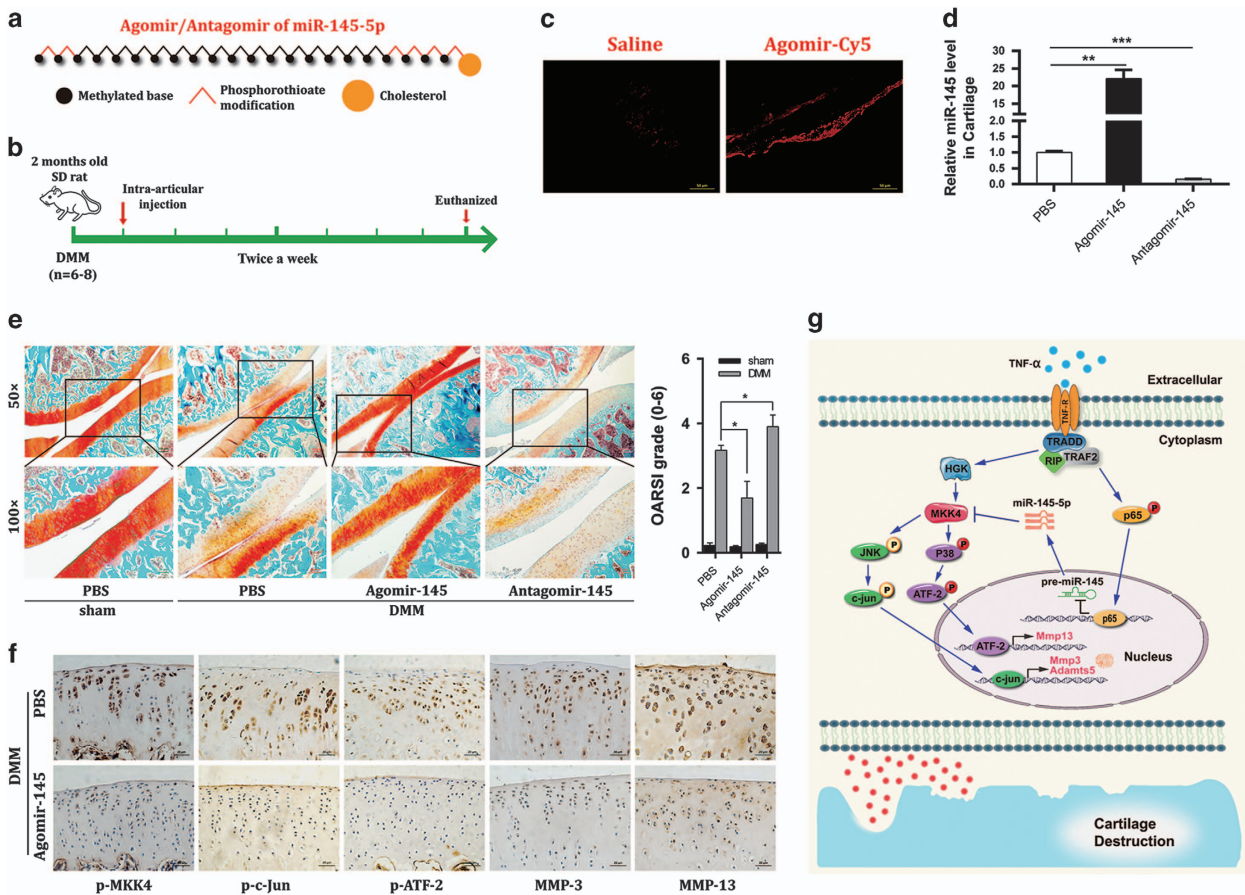 a
Agomir/Antagomir of miR-145-5p
Methylated base
Phosphorothioate
modification
Cholesterol
b
2 months old
SD rat
Intra-articular
injection
Euthanized
DMM
(n=6-8)
Twice a week
c
Saline
Agomir-Cy5
50 μm
50 μm
d
Relative miR-145 level
in Cartilage
30
25
20
15
10
5
2.0
1.5
1.0
0.5
0.0
***
**
PBS
Agomir-145
Antagomir-145
e
50×
100×
PBS
PBS
Agomir-145
Antagomir-145
sham
DMM
OARSI grade (0-6)
6
4
2
0
sham
DMM
*
*
PBS
Agomir-145
Antagomir-145
f
DMM
PBS
Agomir-145
p-MKK4
p-c-Jun
p-ATF-2
MMP-3
MMP-13
g
TNF-α
Extracellular
TNF-R
Cytoplasm
TRADD
RIP
TRAF2
HGK
miR-145-5p
MKK4
p65
P
JNK
P
P38
P
pre-miR-145
c-jun
P
ATF-2
P
p65
ATF-2
Mmp13
Nucleus
Mmp3
Adamts5
c-jun
Cartilage
Destruction